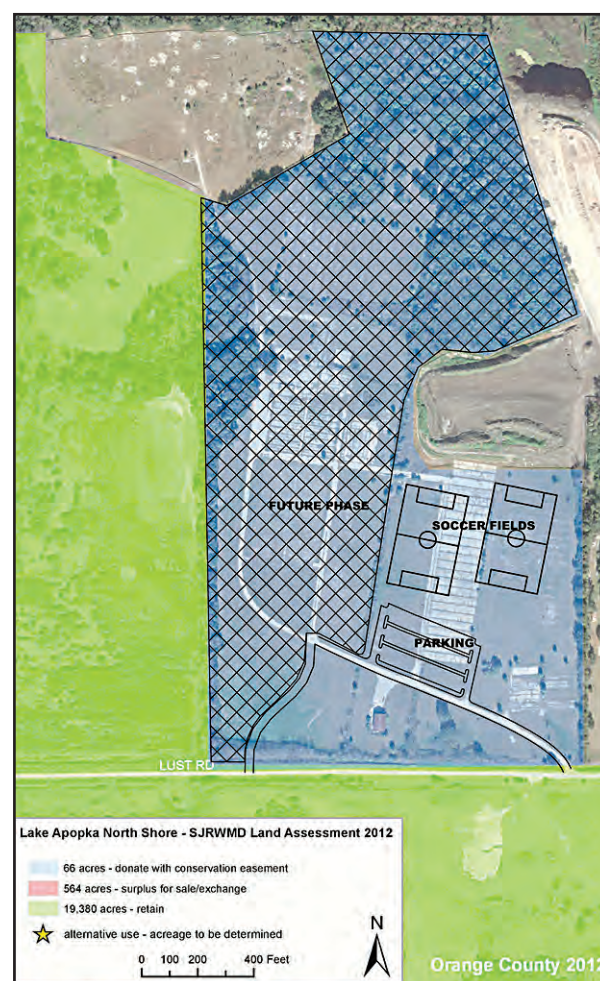 FUTURE PHASE
SOCCER FIELDS
PARKING
LUST RD
Lake Apopka North Shore - SJRWMD Land Assessment 2012
66 acres - donate with conservation easement
564 acres - surplus for sale/exchange
19,380 acres - retain
alternative use - acreage to be determined
N
0 100 200 400 Feet
Orange County 2012